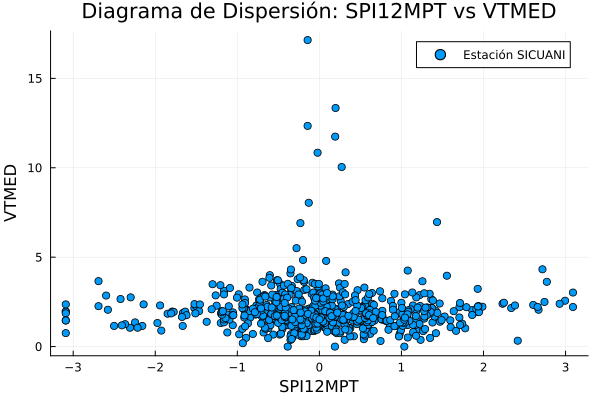 Diagrama de Dispersión: SPI12MPT vs VTMED
Estación SICUANI
15
10
5
0
VTMED
−3
−2
−1
0
1
2
3
SPI12MPT